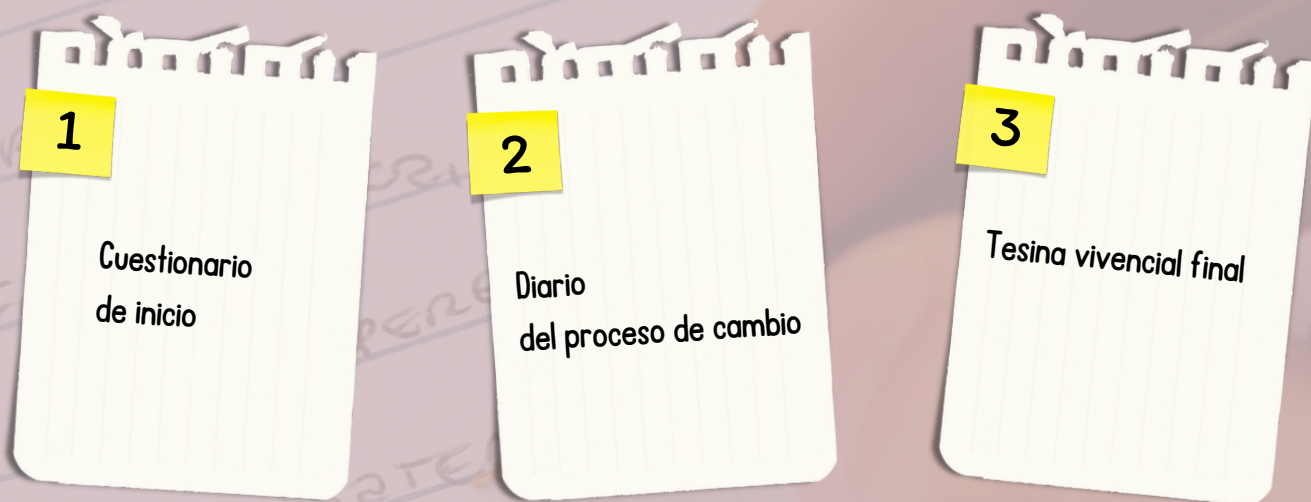 1
Cuestionario
de inicio
2
Diario
del proceso de cambio
3
Tesina vivencial final